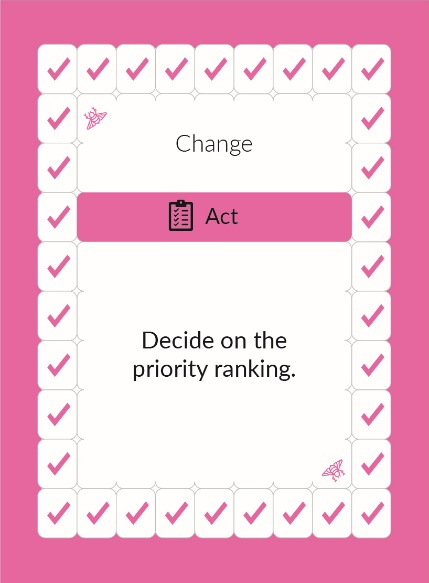 Change
Act
Decide on the
priority ranking.